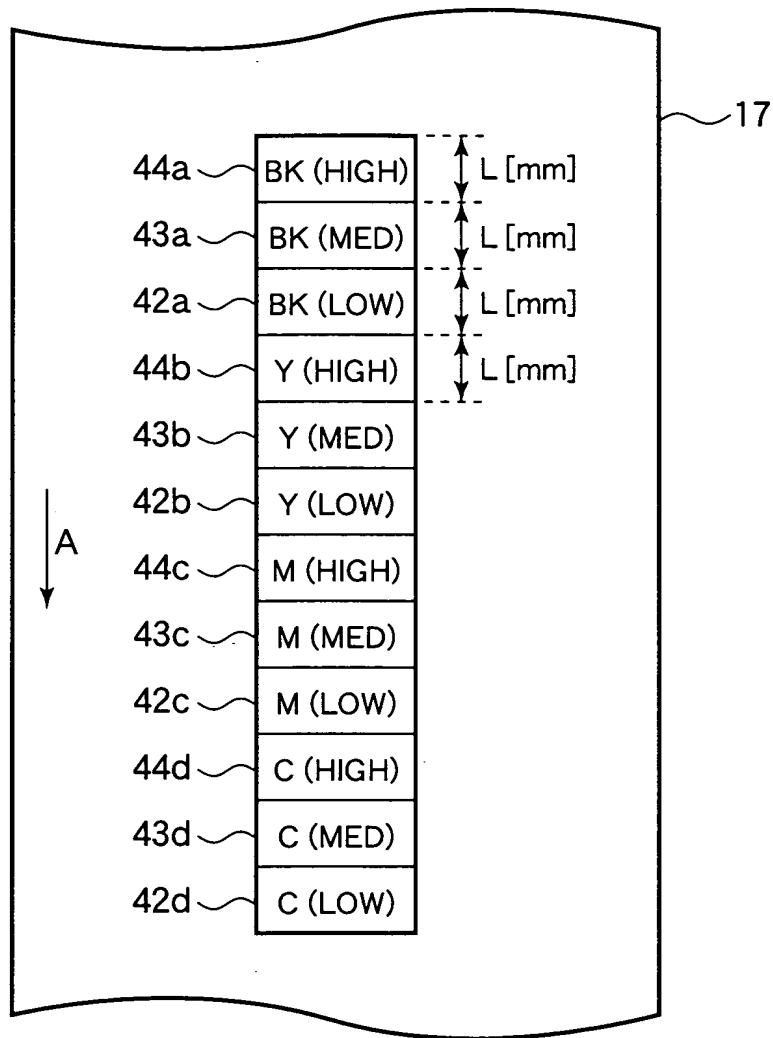 17
44a BK (HIGH) L [mm]
43a BK (MED) L [mm]
42a BK (LOW) L [mm]
44b Y (HIGH) L [mm]
43b Y (MED)
42b Y (LOW)
A
44c M (HIGH)
43c M (MED)
42c M (LOW)
44d C (HIGH)
43d C (MED)
42d C (LOW)